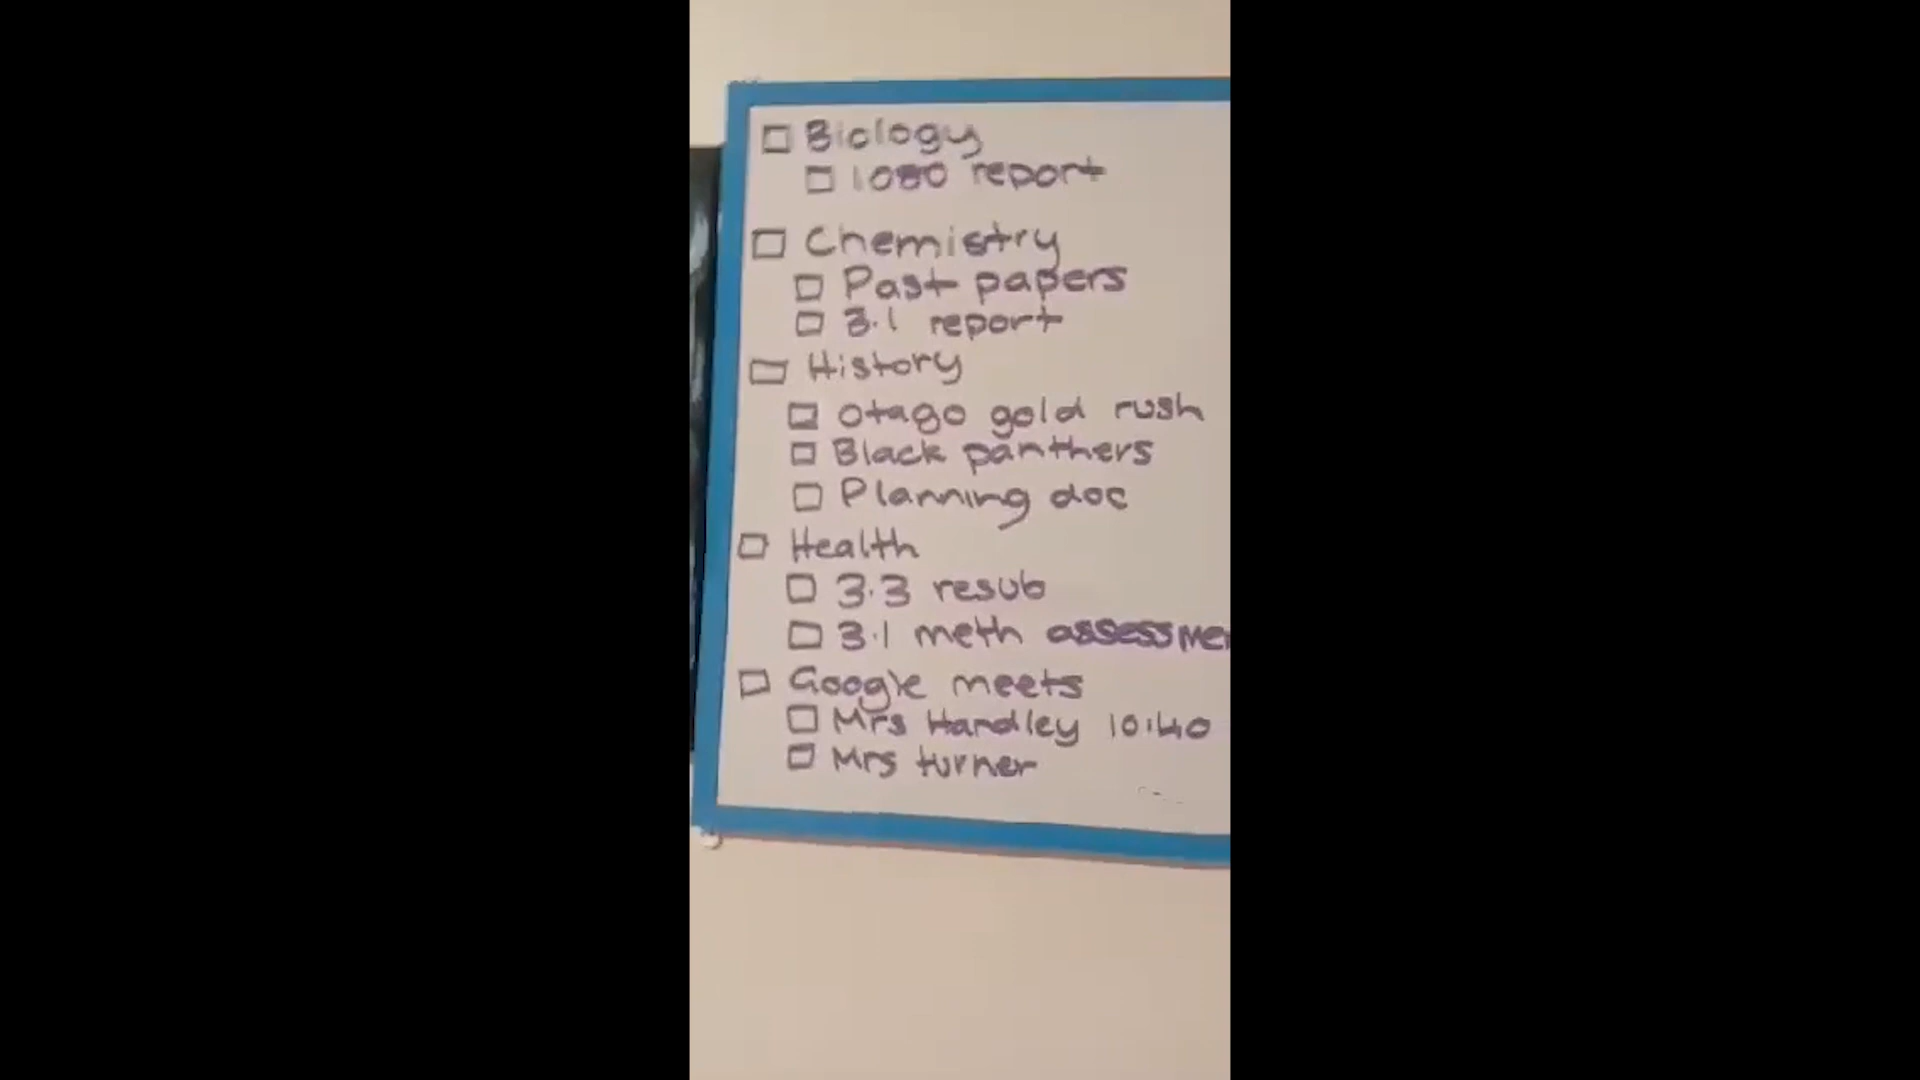 Biology
1080 report
Chemistry
Past papers
3.1 report
History
Otago gold rush
Black panthers
Planning doc
Health
3.3 resub
3.1 meth assessme
Google meets
Mrs Handley 10:40
Mrs turner